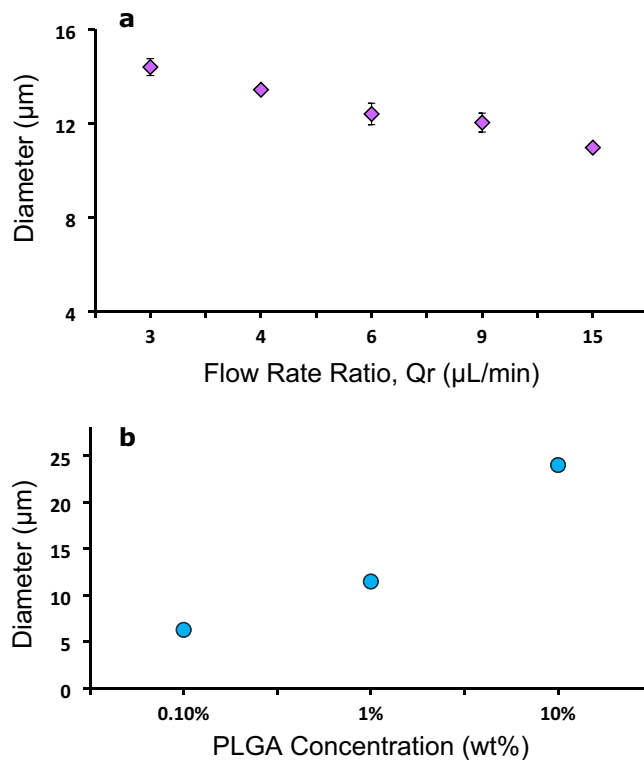 a
16
12
8
4
Diameter (µm)
3 4 6 9 15
Flow Rate Ratio, Qr (µL/min)
b
25
20
15
10
5
0
Diameter (µm)
0.10% 1% 10%
PLGA Concentration (wt%)